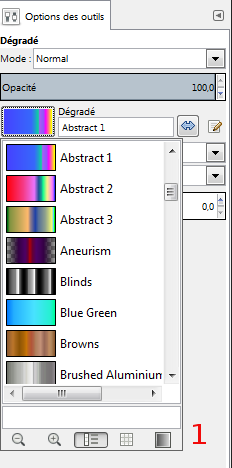 Options des outils
Dégradé
Mode : Normal
Opacité 100,0
Dégradé
Abstract 1
Abstract 1
Abstract 2
Abstract 3
0,0
Aneurism
Blinds
Blue Green
Browns
Brushed Aluminium
1